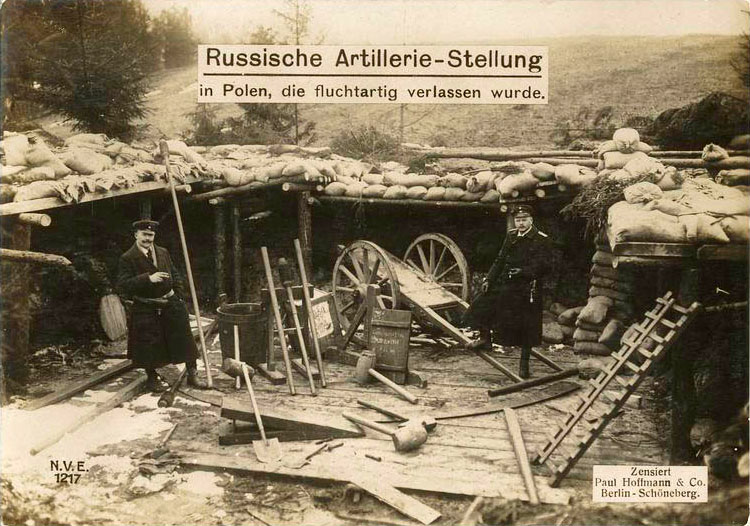 Russische Artillerie-Stellung
in Polen, die fluchtartig verlassen wurde.
N.V.E.
1217
Zensiert
Paul Hoffmann & Co.
Berlin-Schöneberg.